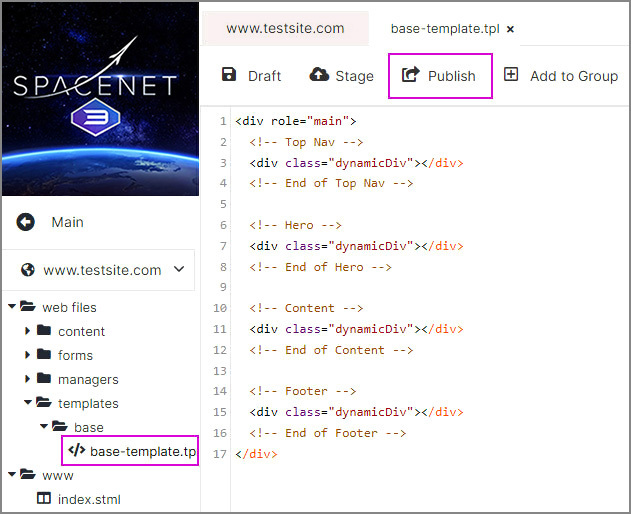 SPACENET
3
Main
www.testsite.com
web files
content
forms
managers
templates
base
base-template.tp
www
index.stml
www.testsite.com
base-template.tpl ×
Draft
Stage
Publish
Add to Group
1 <div role="main">
2 <!-- Top Nav -->
3 <div class="dynamicDiv"></div>
4 <!-- End of Top Nav -->
5
6 <!-- Hero -->
7 <div class="dynamicDiv"></div>
8 <!-- End of Hero -->
9
10 <!-- Content -->
11 <div class="dynamicDiv"></div>
12 <!-- End of Content -->
13
14 <!-- Footer -->
15 <div class="dynamicDiv"></div>
16 <!-- End of Footer -->
17 </div>